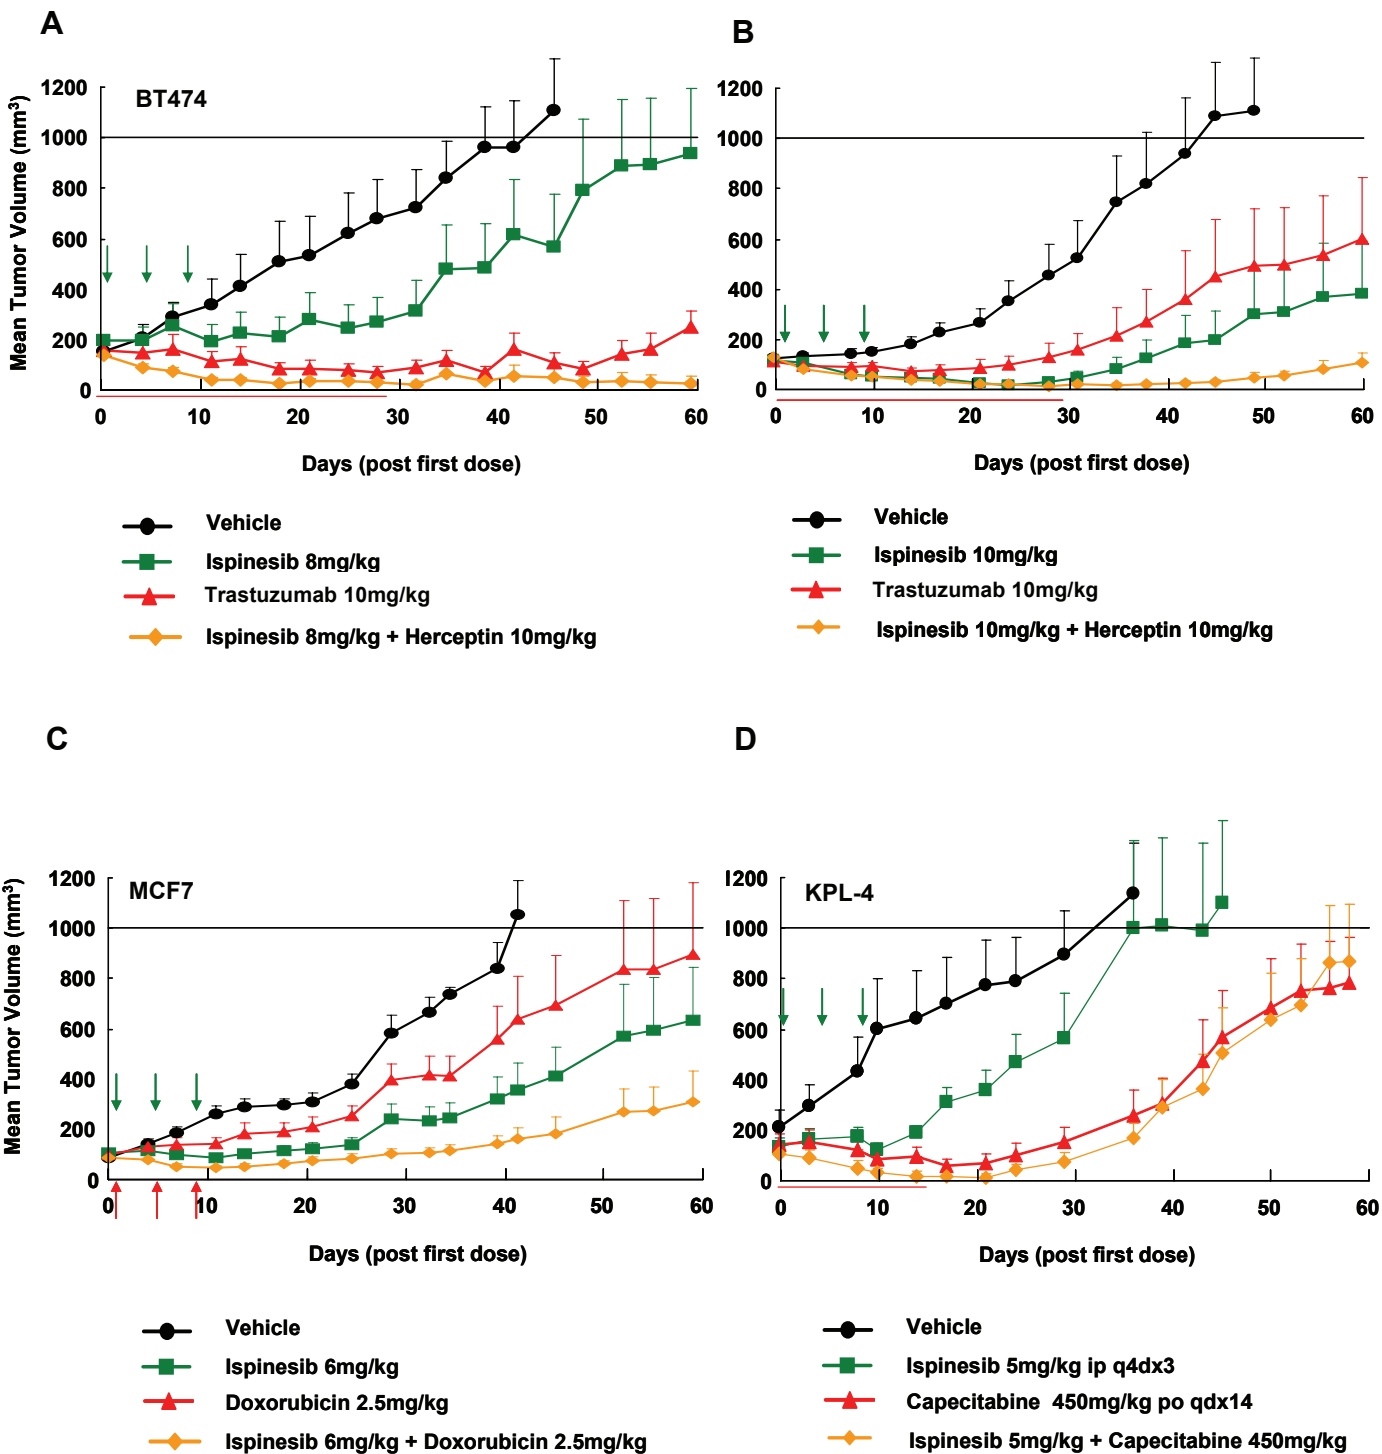 A
B
1200
1000
800
600
400
200
0
Mean Tumor Volume (mm3)
BT474
0 10 20 30 40 50 60
Days (post first dose)
1200
1000
800
600
400
200
0
0 10 20 30 40 50 60
Days (post first dose)
Vehicle
Ispinesib 8mg/kg
Trastuzumab 10mg/kg
Ispinesib 8mg/kg + Herceptin 10mg/kg
Vehicle
Ispinesib 10mg/kg
Trastuzumab 10mg/kg
Ispinesib 10mg/kg + Herceptin 10mg/kg
C
D
1200
1000
800
600
400
200
0
Mean Tumor Volume (mm3)
MCF7
0 10 20 30 40 50 60
Days (post first dose)
1200
1000
800
600
400
200
0
KPL-4
0 10 20 30 40 50 60
Days (post first dose)
Vehicle
Ispinesib 6mg/kg
Doxorubicin 2.5mg/kg
Ispinesib 6mg/kg + Doxorubicin 2.5mg/kg
Vehicle
Ispinesib 5mg/kg ip q4dx3
Capecitabine 450mg/kg po qdx14
Ispinesib 5mg/kg + Capecitabine 450mg/kg